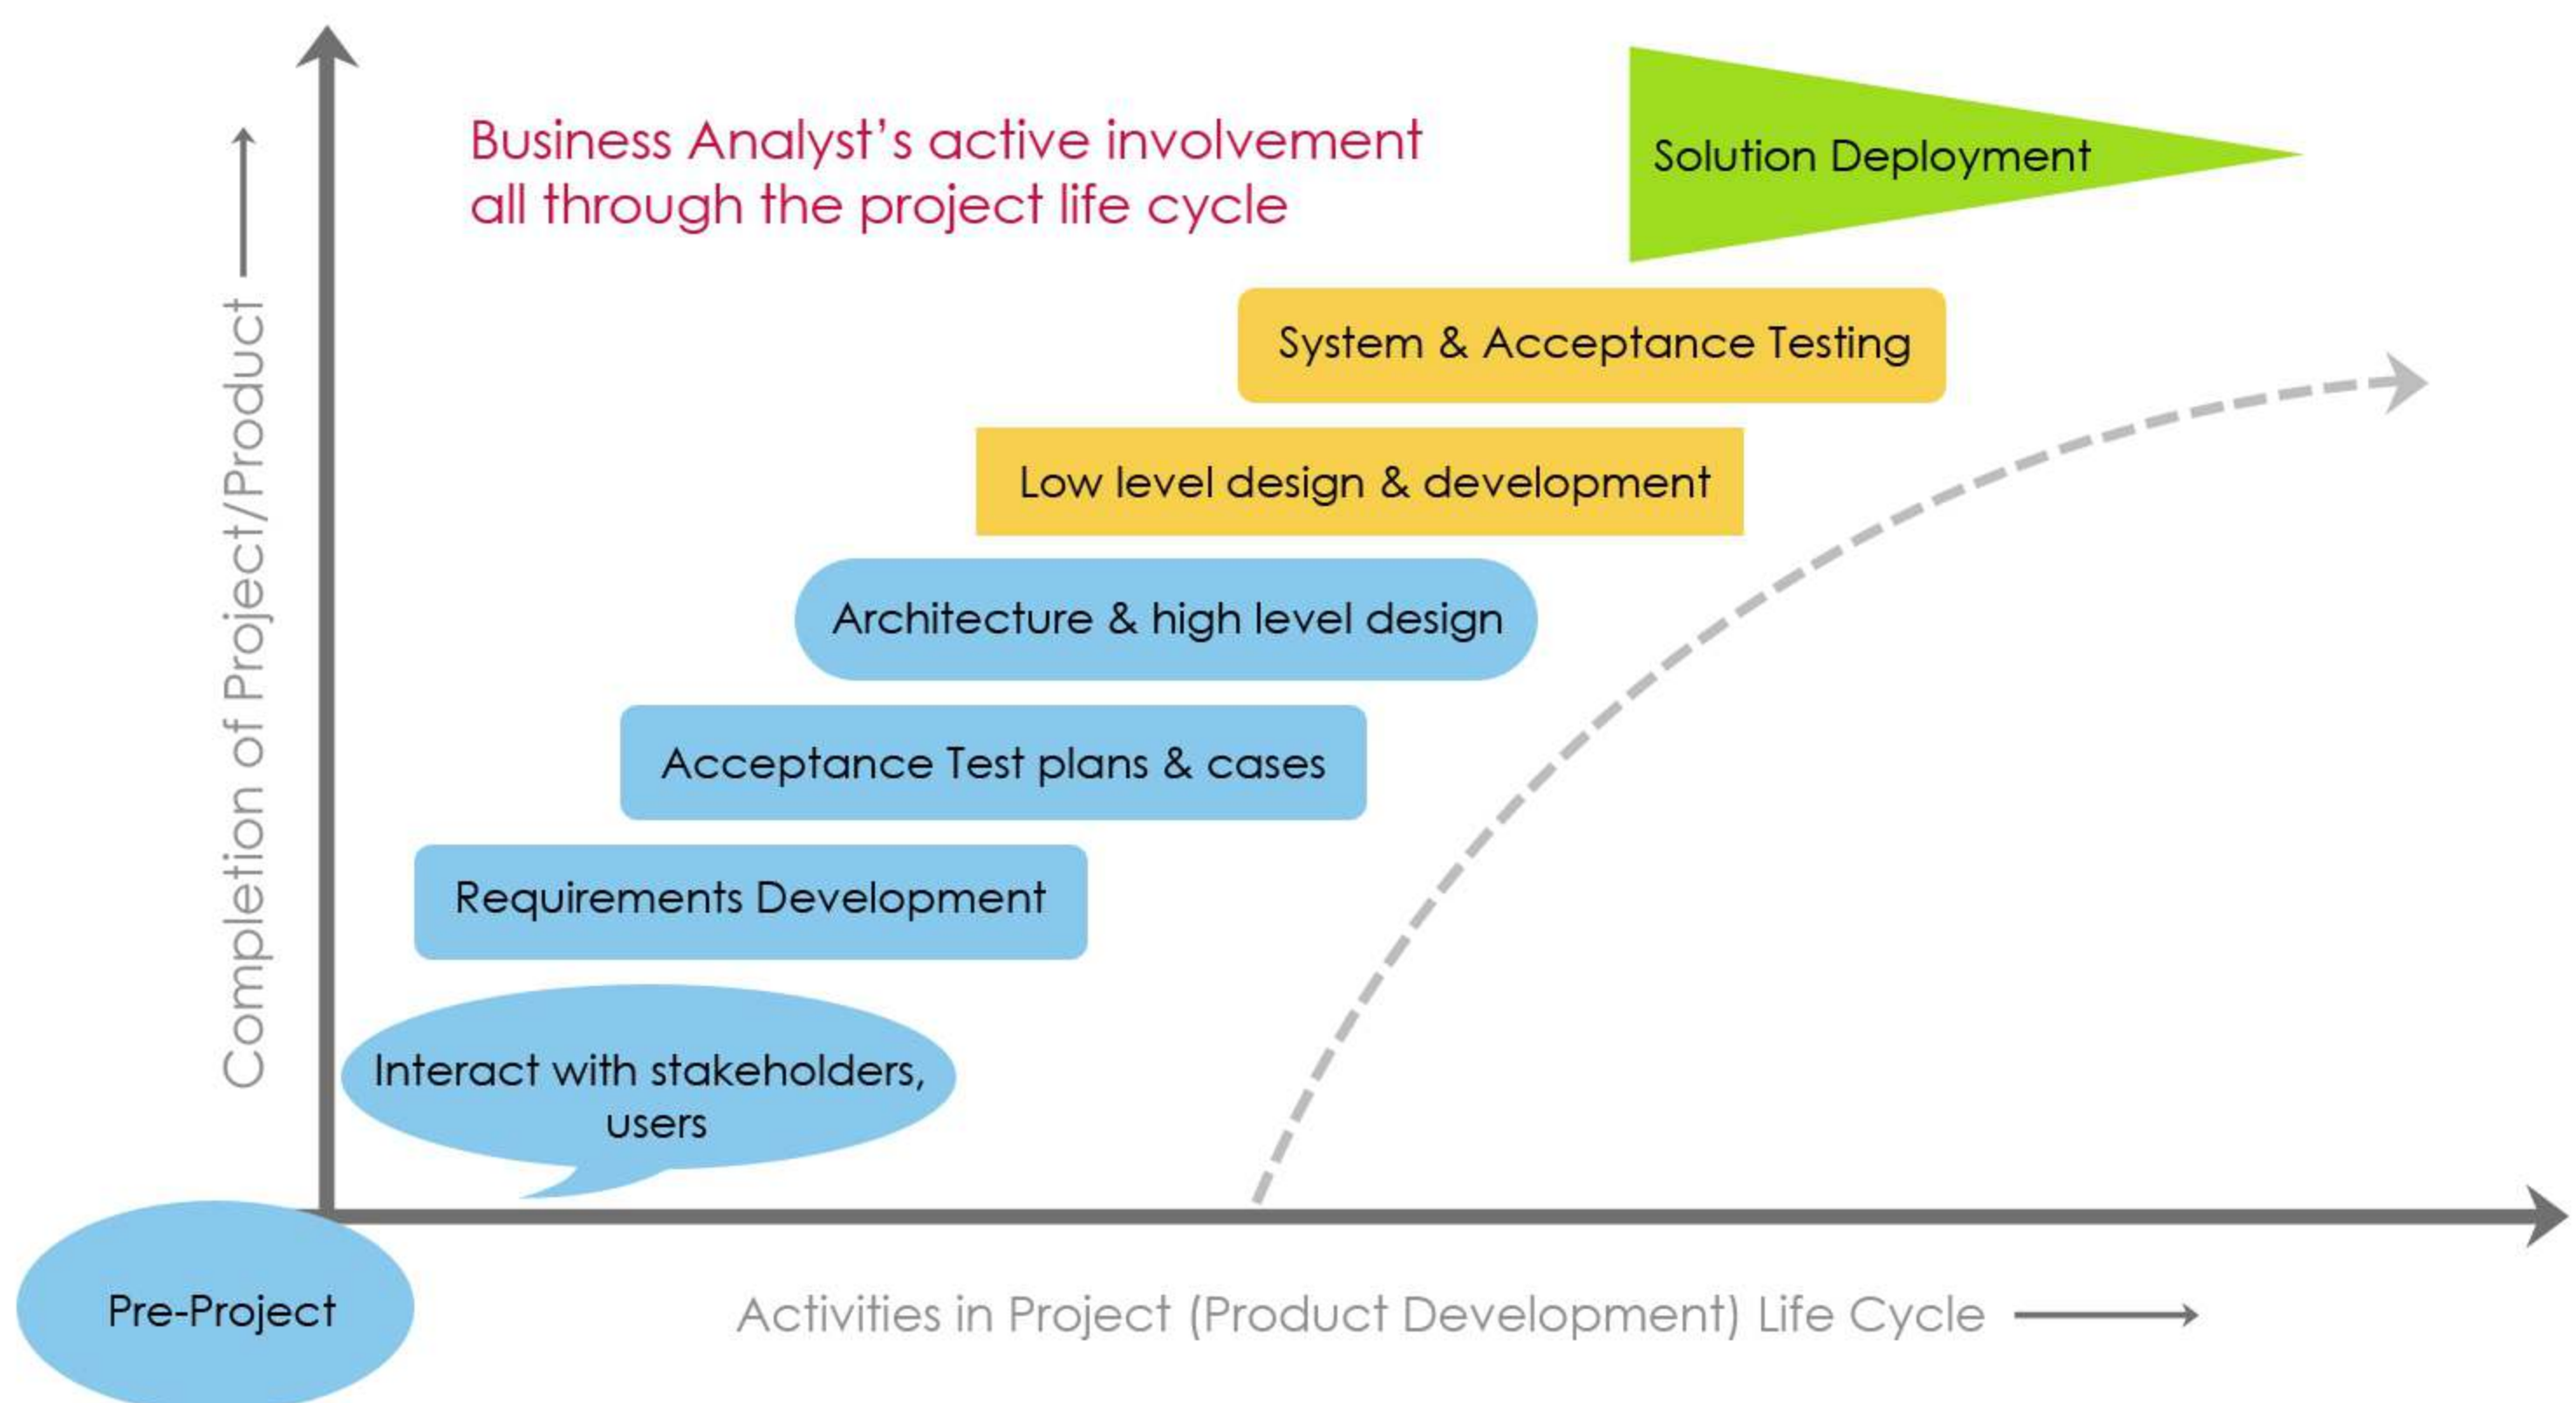 Business Analyst's active involvement
all through the project life cycle
Solution Deployment
System & Acceptance Testing
Low level design & development
Architecture & high level design
Acceptance Test plans & cases
Requirements Development
Interact with stakeholders,
users
Pre-Project
Completion of Project/Product
Activities in Project (Product Development) Life Cycle